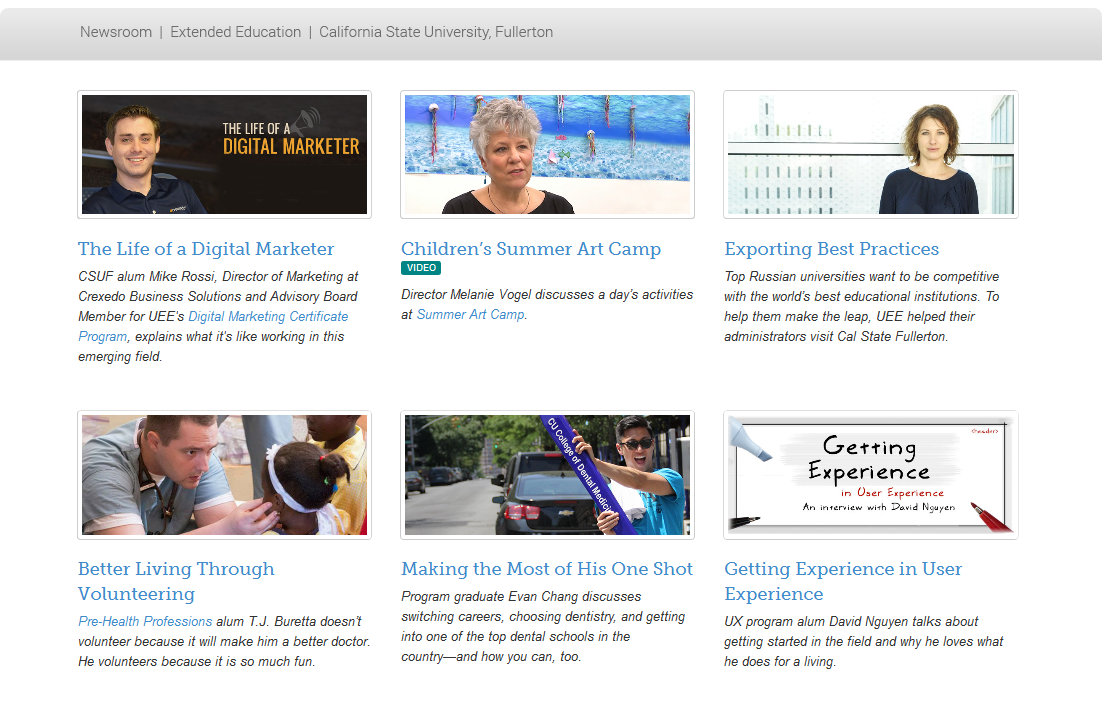 Newsroom | Extended Education | California State University, Fullerton
THE LIFE OF A
DIGITAL MARKETER
The Life of a Digital Marketer
CSUF alum Mike Rossi, Director of Marketing at
Crexedo Business Solutions and Advisory Board
Member for UEE's Digital Marketing Certificate
Program, explains what it's like working in this
emerging field.
Children's Summer Art Camp
VIDEO
Director Melanie Vogel discusses a day's activities
at Summer Art Camp.
Exporting Best Practices
Top Russian universities want to be competitive
with the world's best educational institutions. To
help them make the leap, UEE helped their
administrators visit Cal State Fullerton.
Better Living Through
Volunteering
Pre-Health Professions alum T.J. Buretta doesn't
volunteer because it will make him a better doctor.
He volunteers because it is so much fun.
CU College of Dental Medicine
Making the Most of His One Shot
Program graduate Evan Chang discusses
switching careers, choosing dentistry, and getting
into one of the top dental schools in the
country—and how you can, too.
<header>
Getting
Experience
in User Experience
An interview with David Nguyen
Getting Experience in User
Experience
UX program alum David Nguyen talks about
getting started in the field and why he loves what
he does for a living.